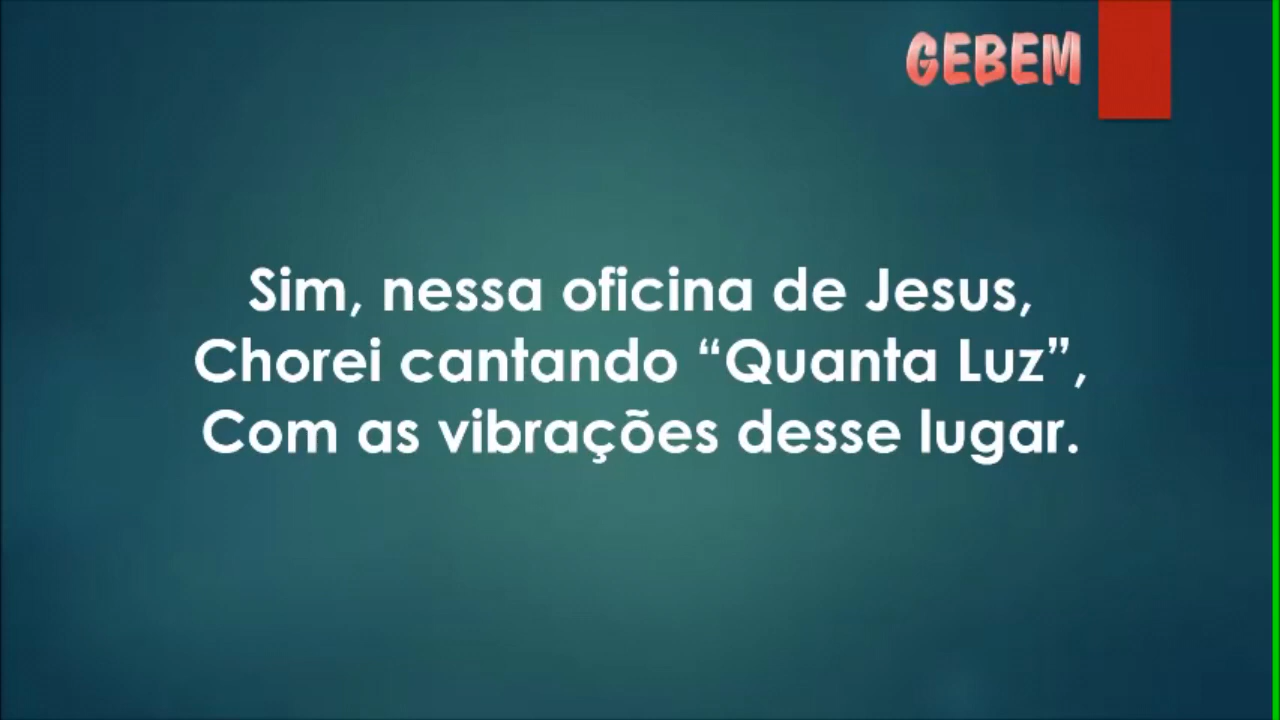 GEBEM
Sim, nessa oficina de Jesus,
Chorei cantando “Quanta Luz”,
Com as vibrações desse lugar.